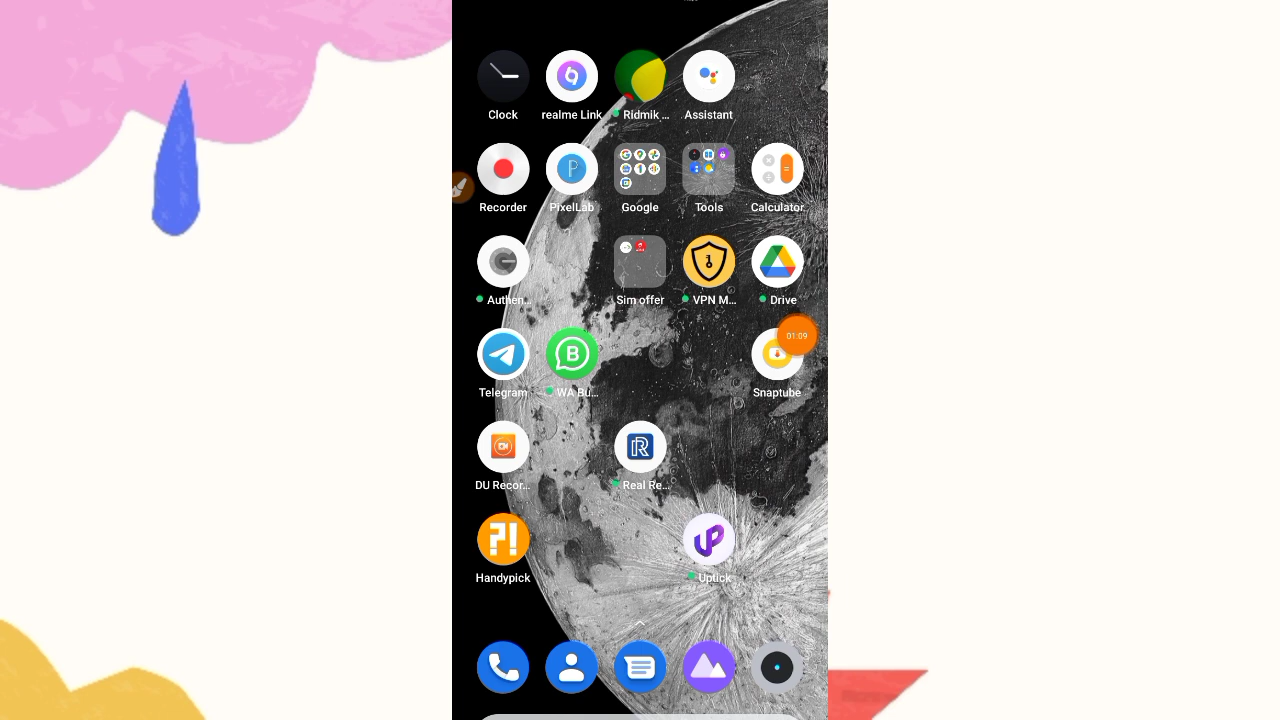 Clock realme Link Ridmik ... Assistant
Recorder PixelLab Google Tools Calculator
Authen... Sim offer VPN M... Drive
01:09
Telegram WA Bu... Snaptube
DU Recor... Real Re...
Handypick Uptick